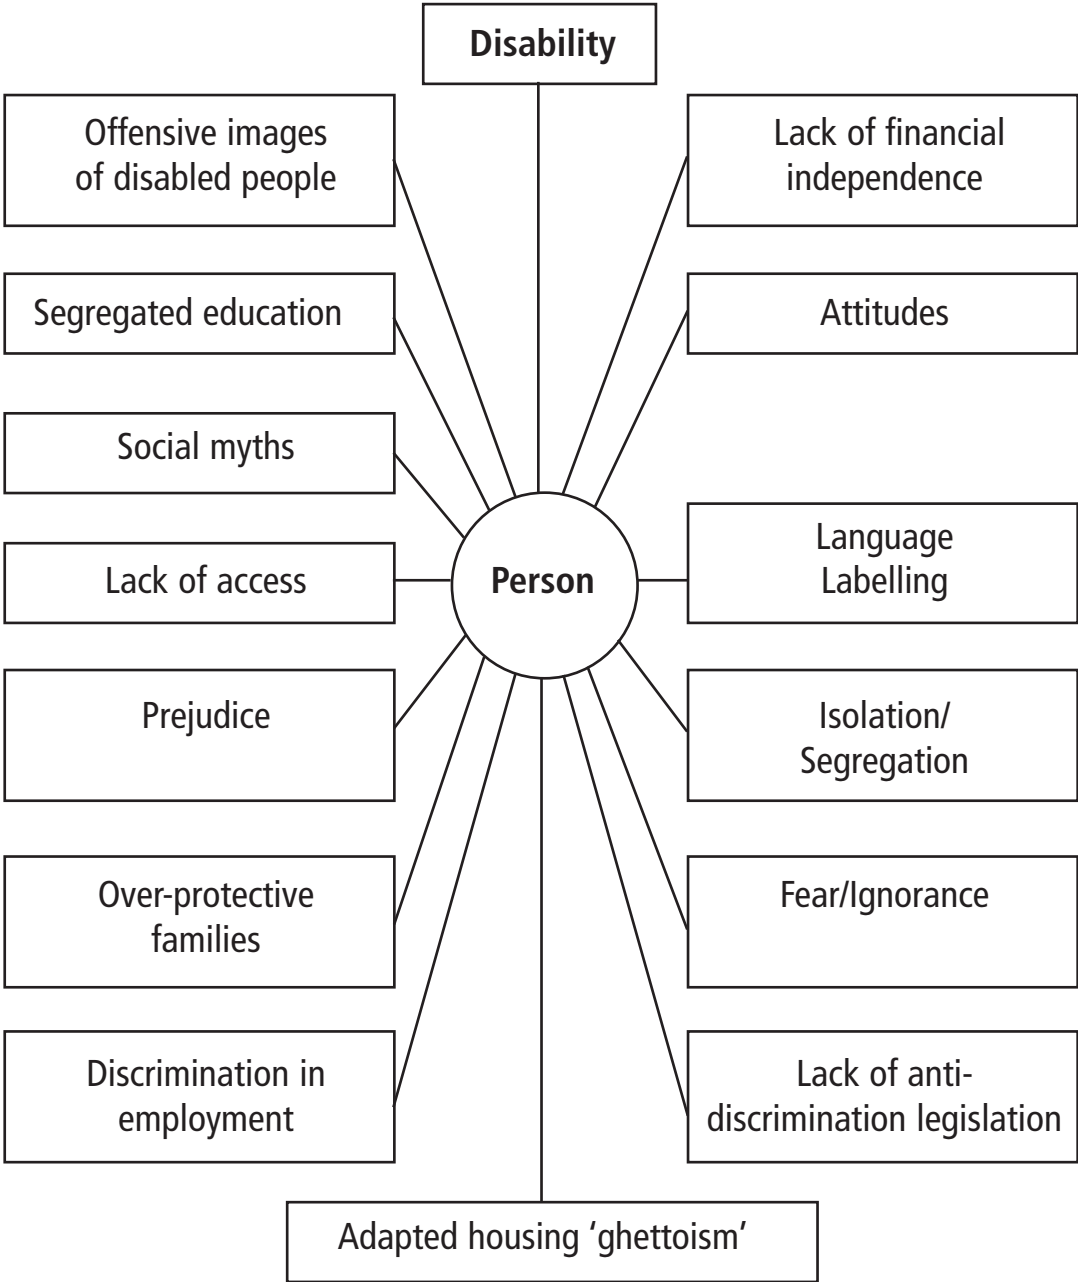 Disability
Offensive images
of disabled people
Lack of financial
independence
Segregated education
Attitudes
Social myths
Language
Labelling
Lack of access
Person
Prejudice
Isolation/
Segregation
Over-protective
families
Fear/Ignorance
Discrimination in
employment
Lack of anti-
discrimination legislation
Adapted housing ‘ghettoism’